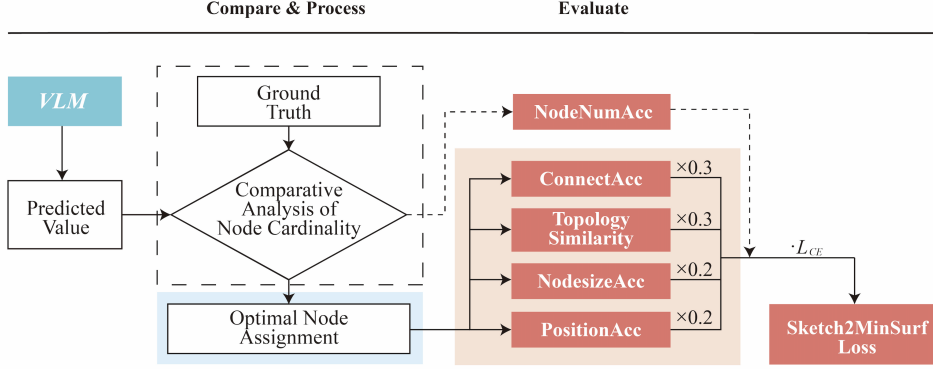 Compare & Process
Evaluate
VLM
Predicted
Value
Ground
Truth
Comparative
Analysis of
Node Cardinality
Optimal Node
Assignment
NodeNumAcc
ConnectAcc
×0.3
Topology
Similarity
×0.3
NodesizeAcc
×0.2
PositionAcc
×0.2
·L_CE
Sketch2MinSurf
Loss